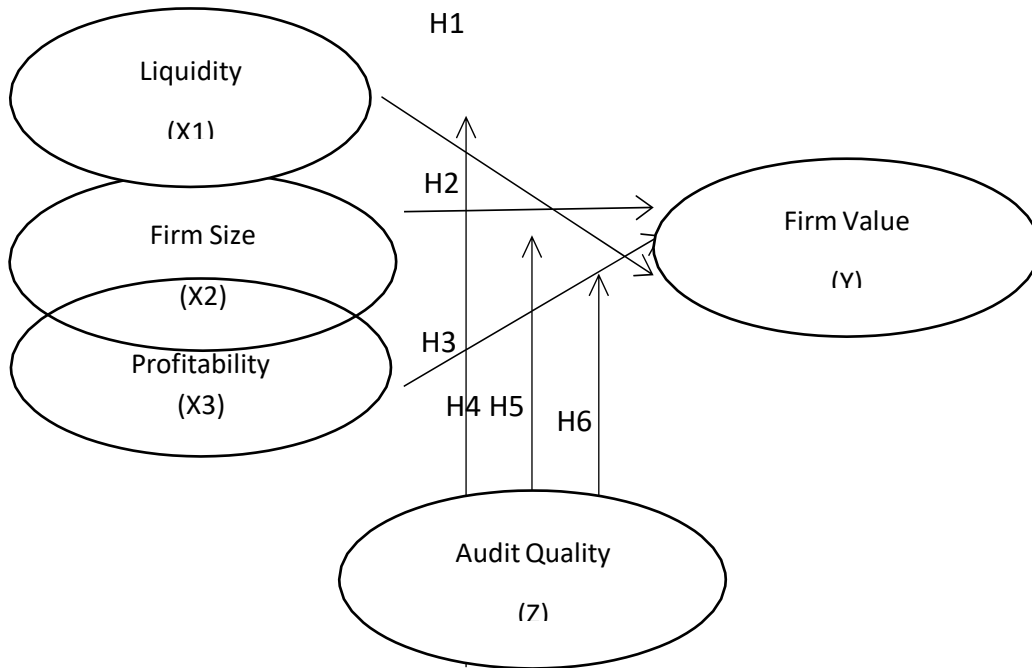 H1
Liquidity
(X1)
H2
Firm Size
(X2)
Firm Value
(Y)
H3
Profitability
(X3)
H4 H5
H6
Audit Quality
(Z)